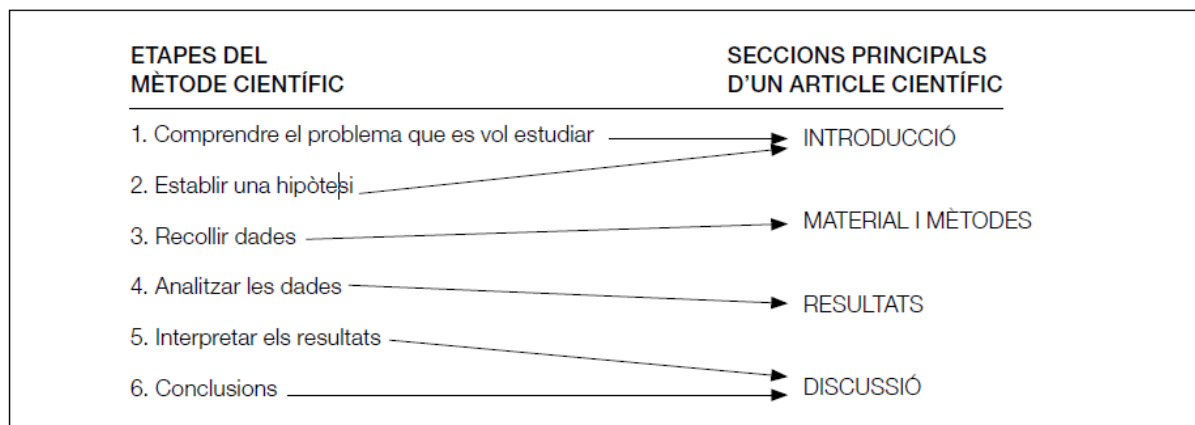 ETAPES DEL
MÈTODE CIENTÍFIC
SECCIONS PRINCIPALS
D'UN ARTICLE CIENTÍFIC
1. Comprendre el problema que es vol estudiar
INTRODUCCIÓ
2. Establir una hipòtesi
3. Recollir dades
MATERIAL I MÈTODES
4. Analitzar les dades
RESULTATS
5. Interpretar els resultats
6. Conclusions
DISCUSSIÓ